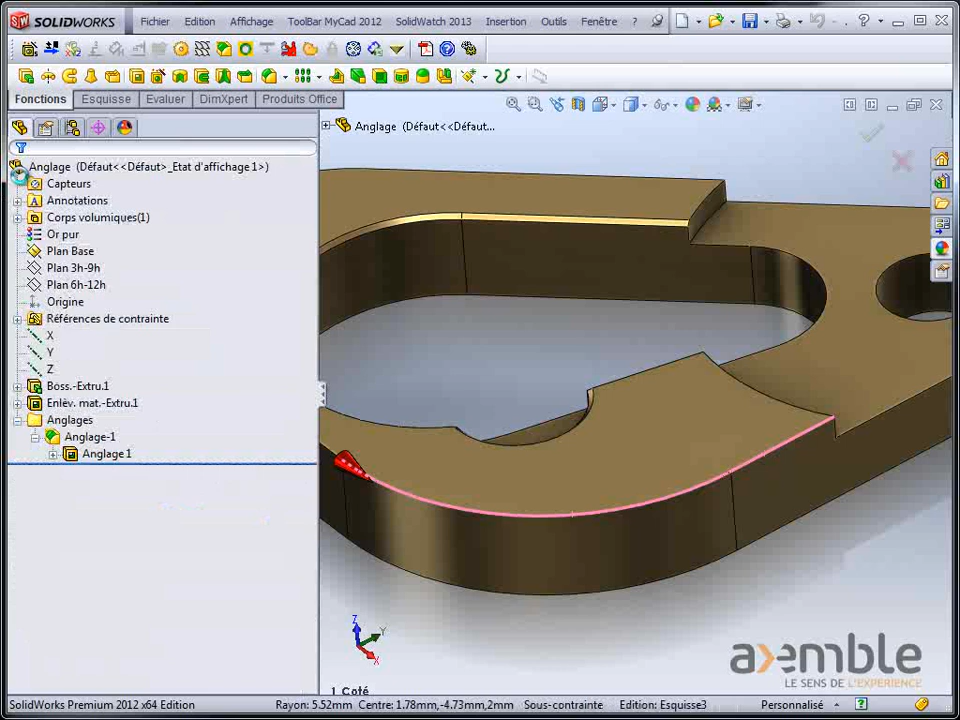 SOLIDWORKS
Fichier Edition Affichage ToolBar MyCad 2012 SolidWatch 2013 Insertion Outils Fenêtre ?
Fonctions Esquisse Evaluer DimXpert Produits Office
Anglage (Défaut<<Défaut>_Etat d'affichage 1>)
Capteurs
Annotations
Corps volumiques(1)
Or pur
Plan Base
Plan 3h-9h
Plan 6h-12h
Origine
Références de contrainte
X
Y
Z
Boss.-Extru.1
Enlèv. mat.-Extru.1
Anglages
Anglage-1
Anglage1
Anglage (Défaut<<Défaut...
Z
Y
X
axemble
LE SENS DE L'EXPERIENCE
1 Coté
SolidWorks Premium 2012 x64 Edition Rayon: 5.52mm Centre: 1.78mm,-4.73mm,2mm Sous-contrainte Edition: Esquisse3 Personnalisé